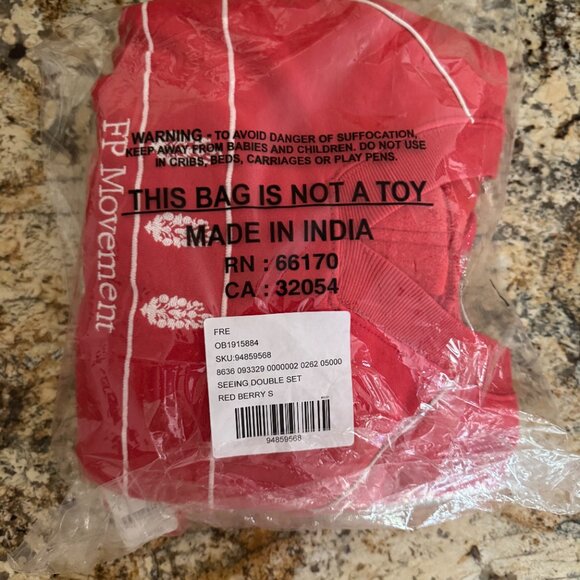 FP Movement
WARNING - TO AVOID DANGER OF SUFFOCATION,
KEEP AWAY FROM BABIES AND CHILDREN. DO NOT USE
IN CRIBS, BEDS, CARRIAGES OR PLAY PENS.
THIS BAG IS NOT A TOY
MADE IN INDIA
RN : 66170
CA : 32054
FRE
OB1915884
SKU:94859568
8636 093329 0000002 0262 05000
SEEING DOUBLE SET
RED BERRY S
94859568